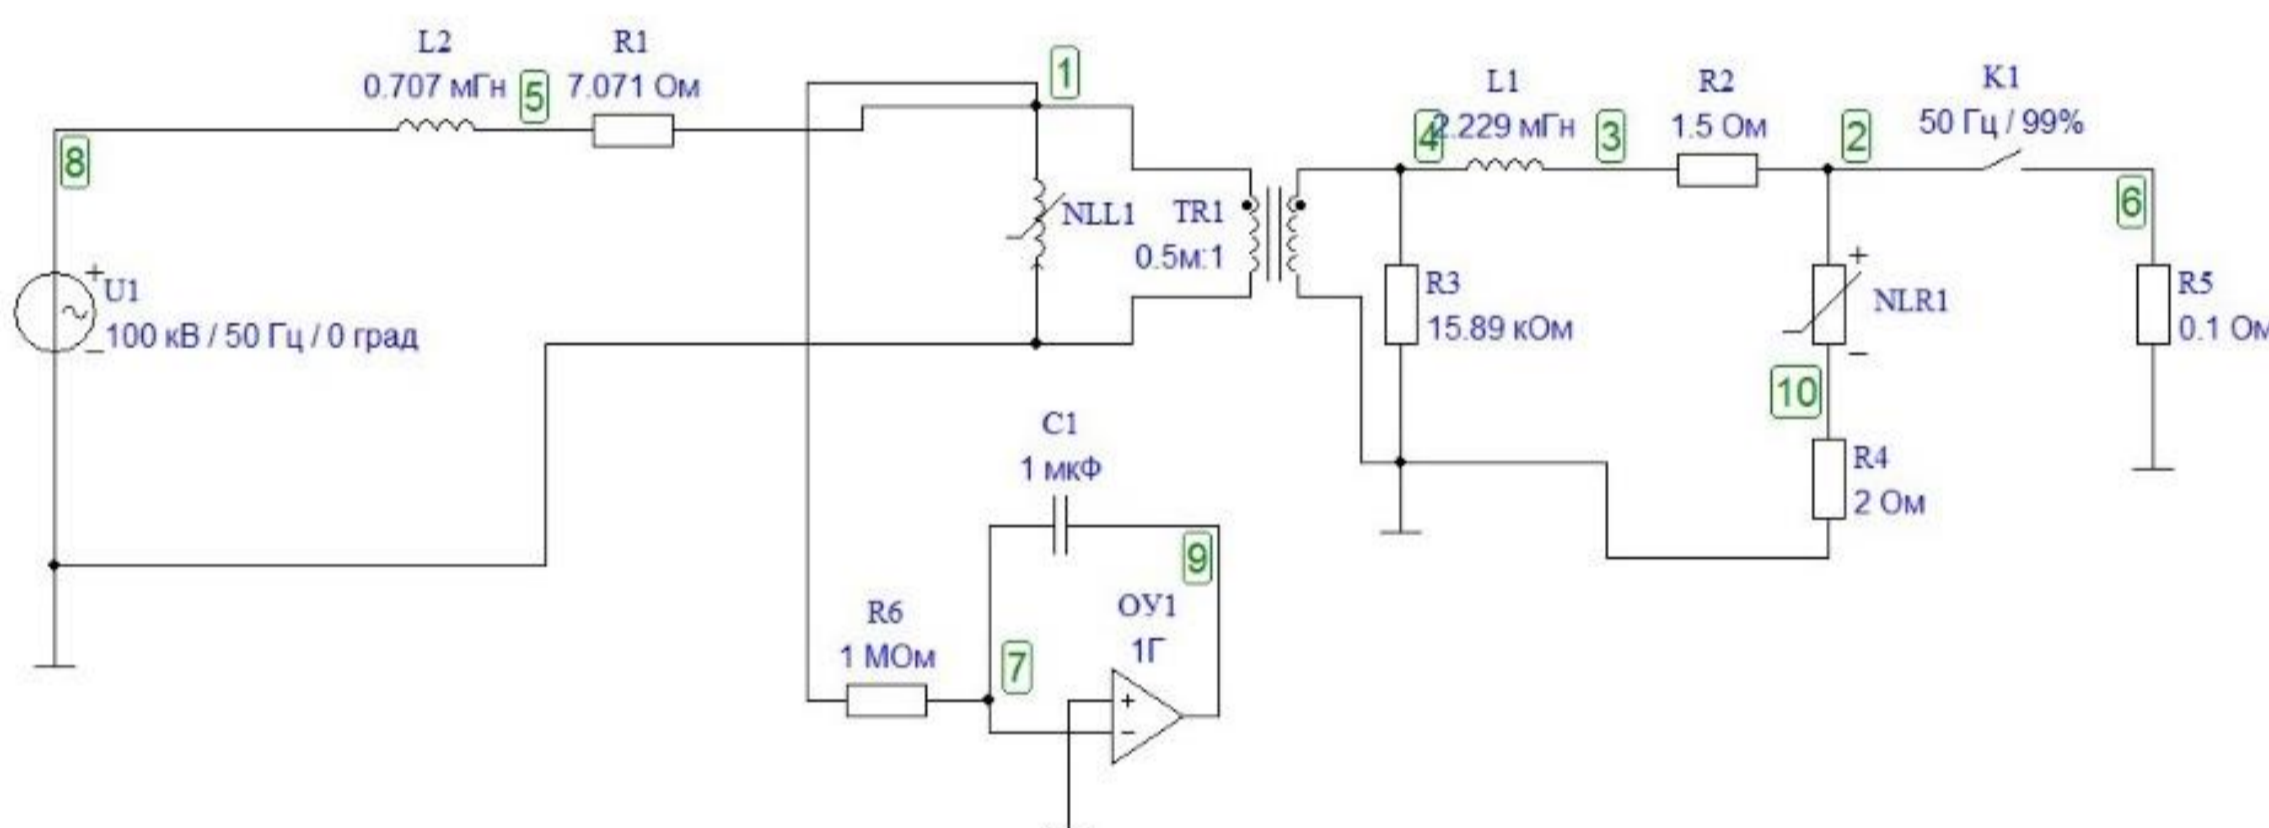 L2
0.707 мГн
5
R1
7.071 Ом
1
8
U1
+
−
100 кВ / 50 Гц / 0 град
NLL1
TR1
0.5м:1
4
L1
2.229 мГн
3
R2
1.5 Ом
2
K1
50 Гц / 99%
6
R3
15.89 кОм
+
NLR1
−
10
R4
2 Ом
R5
0.1 Ом
C1
1 мкФ
9
ОУ1
1Г
R6
1 МОм
7
+
−